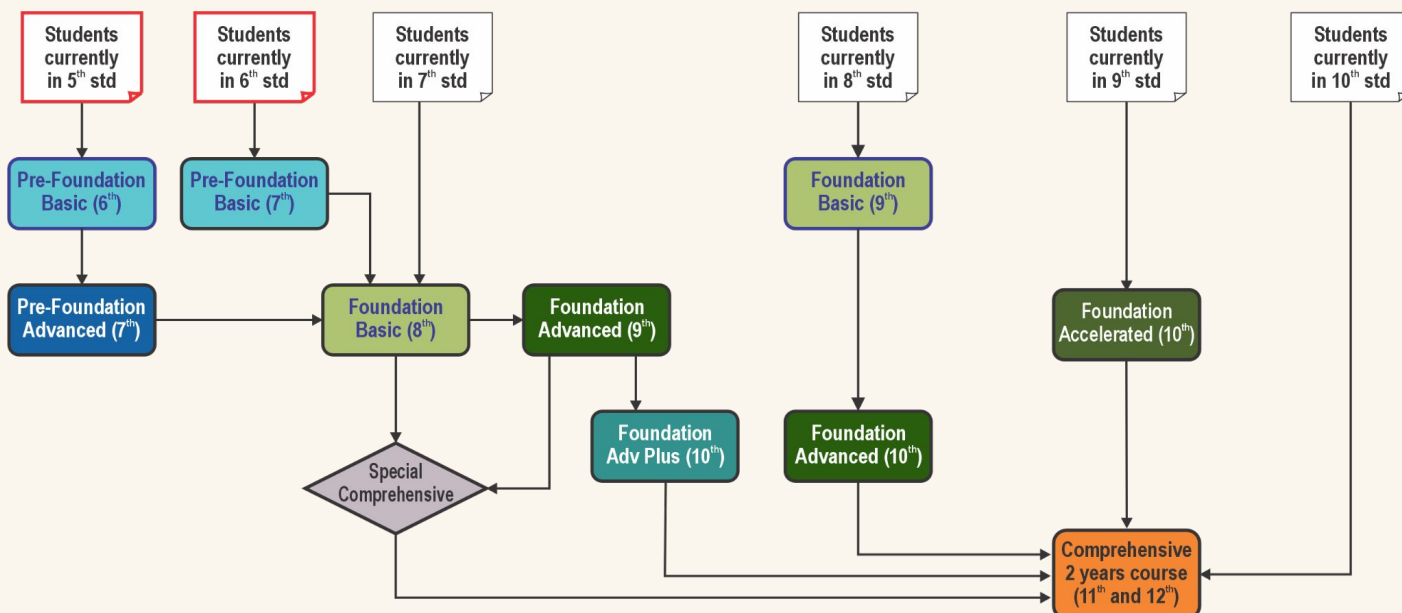 Students
currently
in 5th std
Students
currently
in 6th std
Students
currently
in 7th std
Students
currently
in 8th std
Students
currently
in 9th std
Students
currently
in 10th std
Pre-Foundation
Basic (6th)
Pre-Foundation
Basic (7th)
Foundation
Basic (9th)
Pre-Foundation
Advanced (7th)
Foundation
Basic (8th)
Foundation
Advanced (9th)
Foundation
Accelerated (10th)
Foundation
Adv Plus (10th)
Foundation
Advanced (10th)
Special
Comprehensive
Comprehensive
2 years course
(11th and 12th)